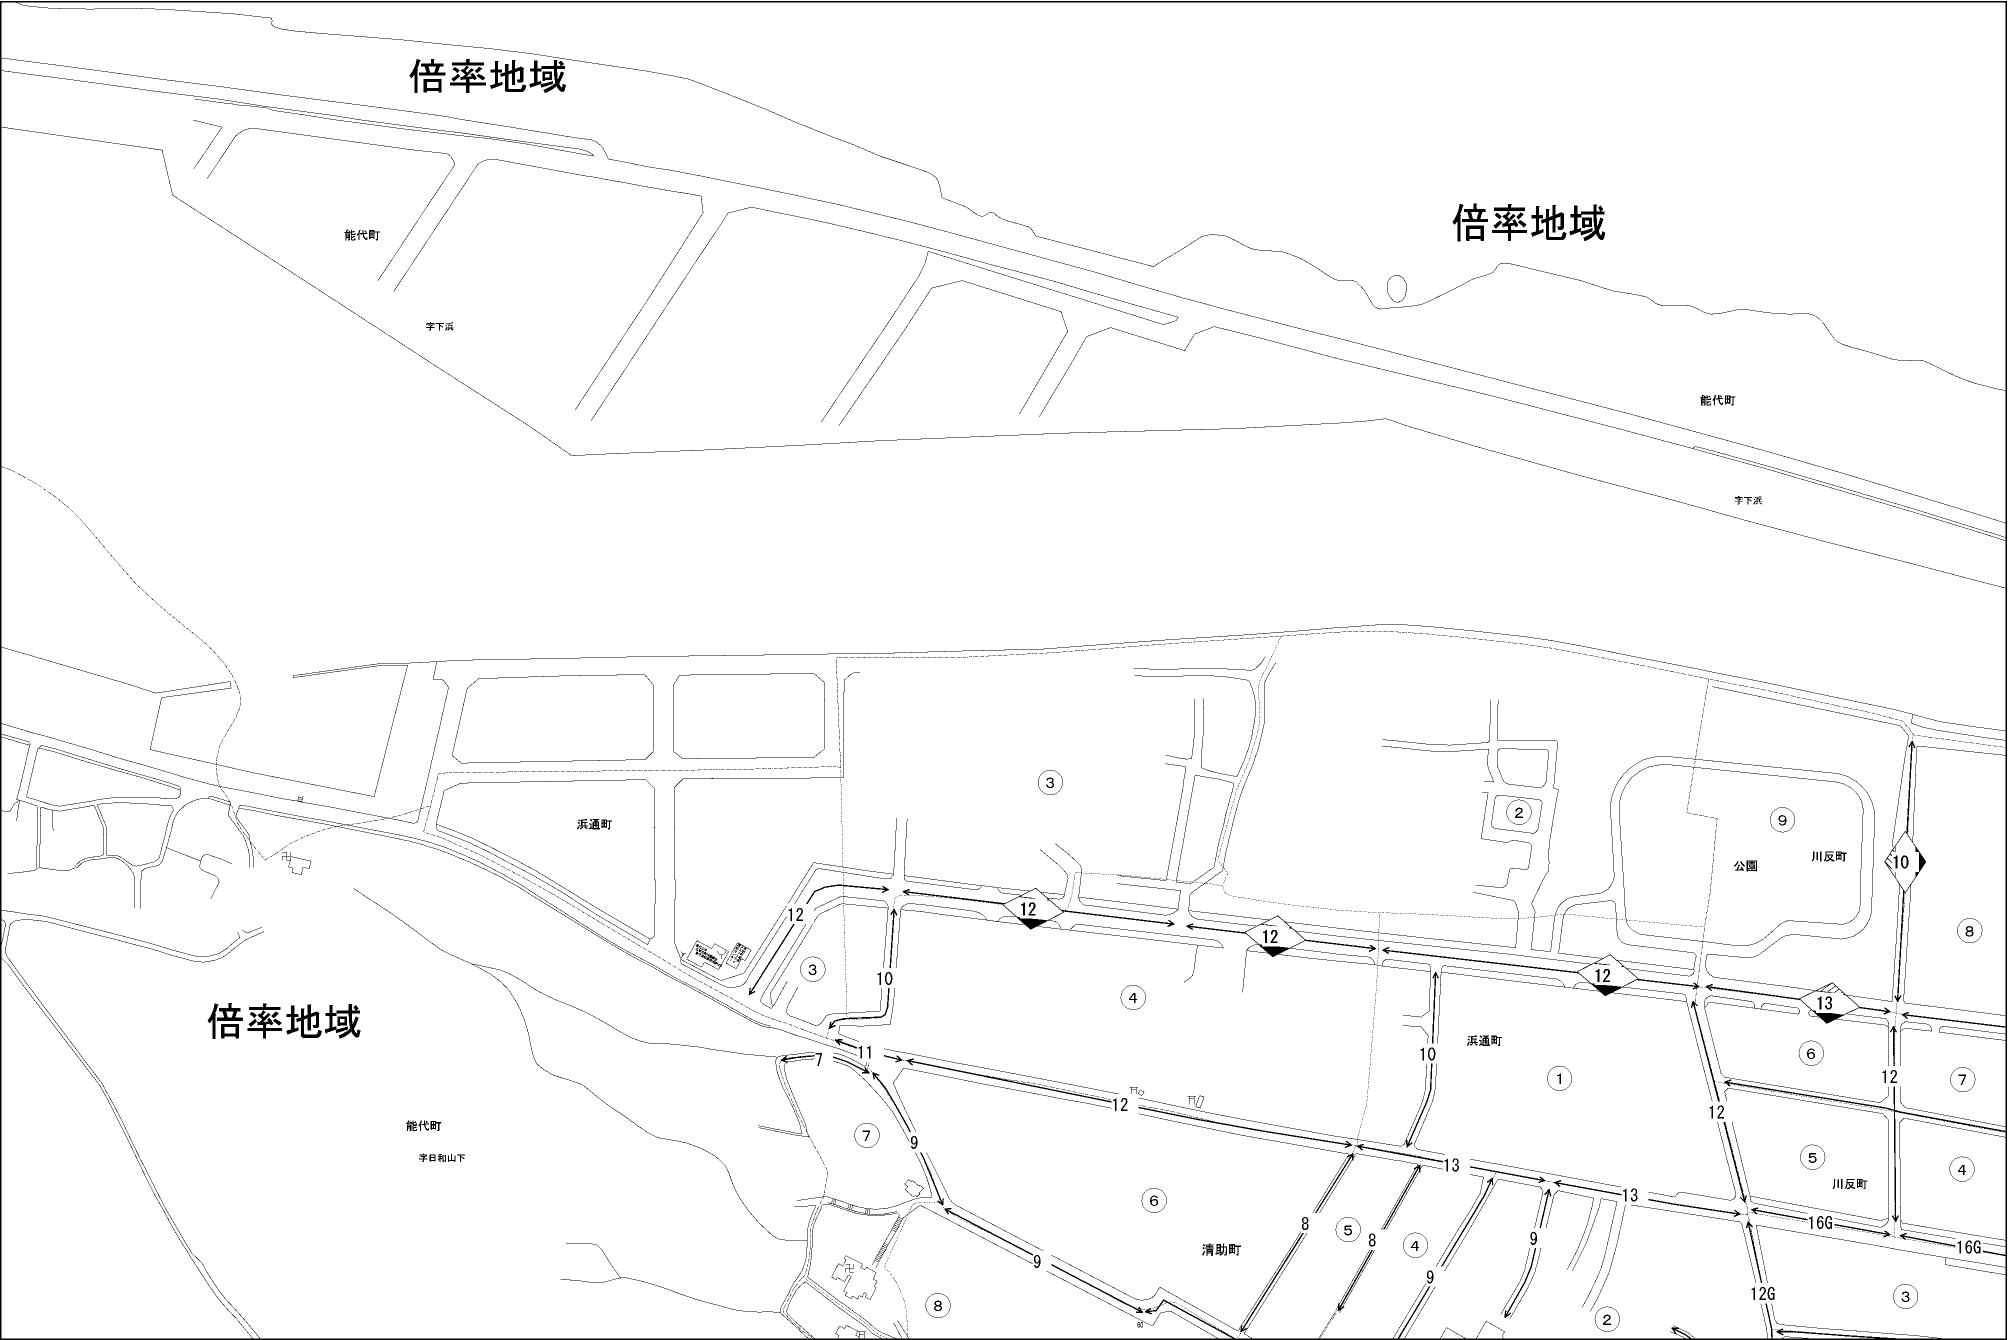 倍率地域
倍率地域
能代町
字下浜
能代町
字下浜
浜通町
③
②
⑨
公園
川反町
10
⑧
12
12
12
12
13
③
10
④
倍率地域
浜通町
①
10
⑥
12
⑦
7
11
12
12
能代町
字日和山下
⑦
9
13
⑤
④
川反町
⑥
13
16G
16G
清助町
8
⑤
8
④
9
9
9
12G
③
⑧
②
60